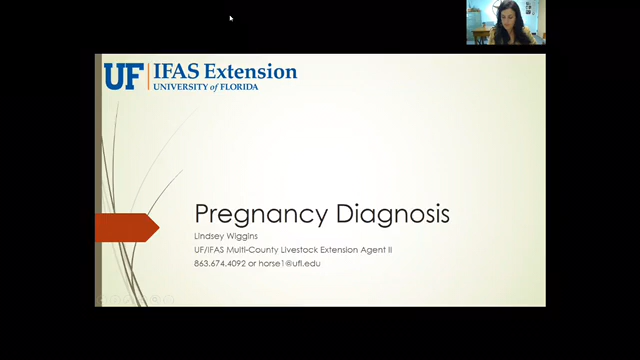 UF IFAS Extension
UNIVERSITY of FLORIDA
Pregnancy Diagnosis
Lindsey Wiggins
UF/IFAS Multi-County Livestock Extension Agent II
863.674.4092 or horse1@ufl.edu